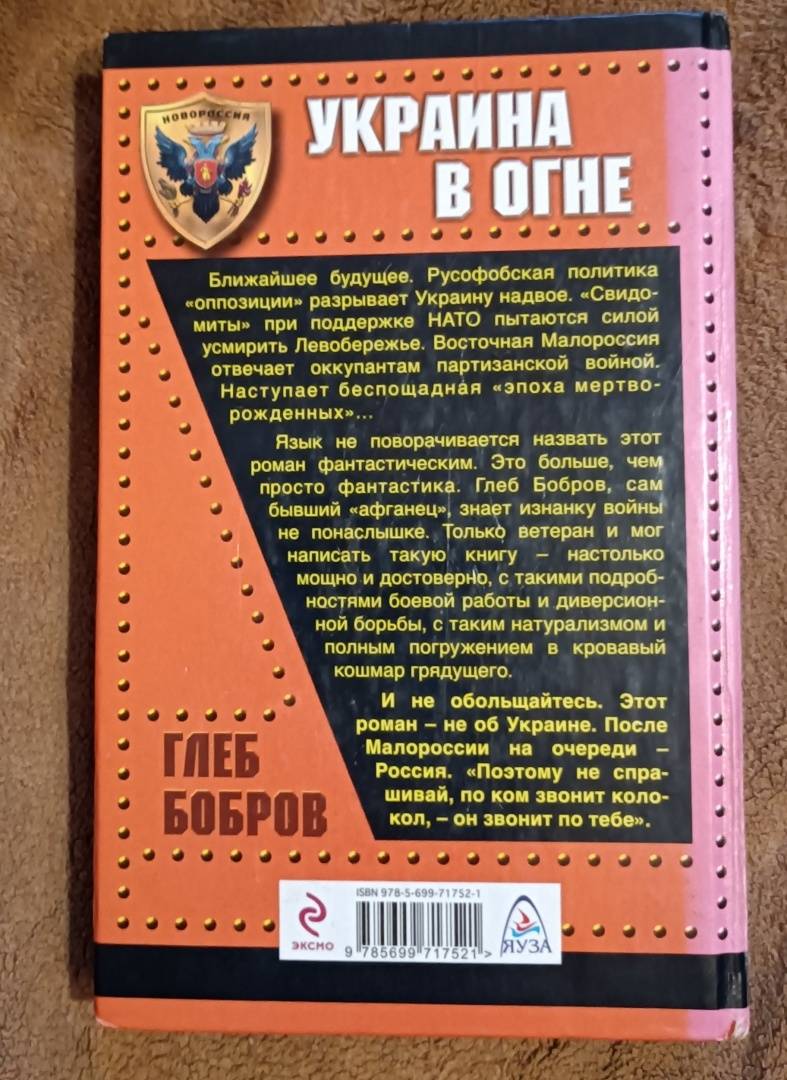 НОВОРОССИЯ
УКРАИНА
В ОГНЕ
Ближайшее будущее. Русофобская политика
«оппозиции» разрывает Украину надвое. «Свидо-
миты» при поддержке НАТО пытаются силой
усмирить Левобережье. Восточная Малороссия
отвечает оккупантам партизанской войной.
Наступает беспощадная «эпоха мертво-
рожденных»...
Язык не поворачивается назвать этот
роман фантастическим. Это больше, чем
просто фантастика. Глеб Бобров, сам
бывший «афганец», знает изнанку войны
не понаслышке. Только ветеран и мог
написать такую книгу – настолько
мощно и достоверно, с такими подроб-
ностями боевой работы и диверсион-
ной борьбы, с таким натурализмом и
полным погружением в кровавый
кошмар грядущего.
И не обольщайтесь. Этот
роман – не об Украине. После
Малороссии на очереди –
Россия. «Поэтому не спра-
шивай, по ком звонит коло-
кол, – он звонит по тебе».
ГЛЕБ
БОБРОВ
ISBN 978-5-699-71752-1
ЭКСМО
9 785699 717521 >
ЯУЗА